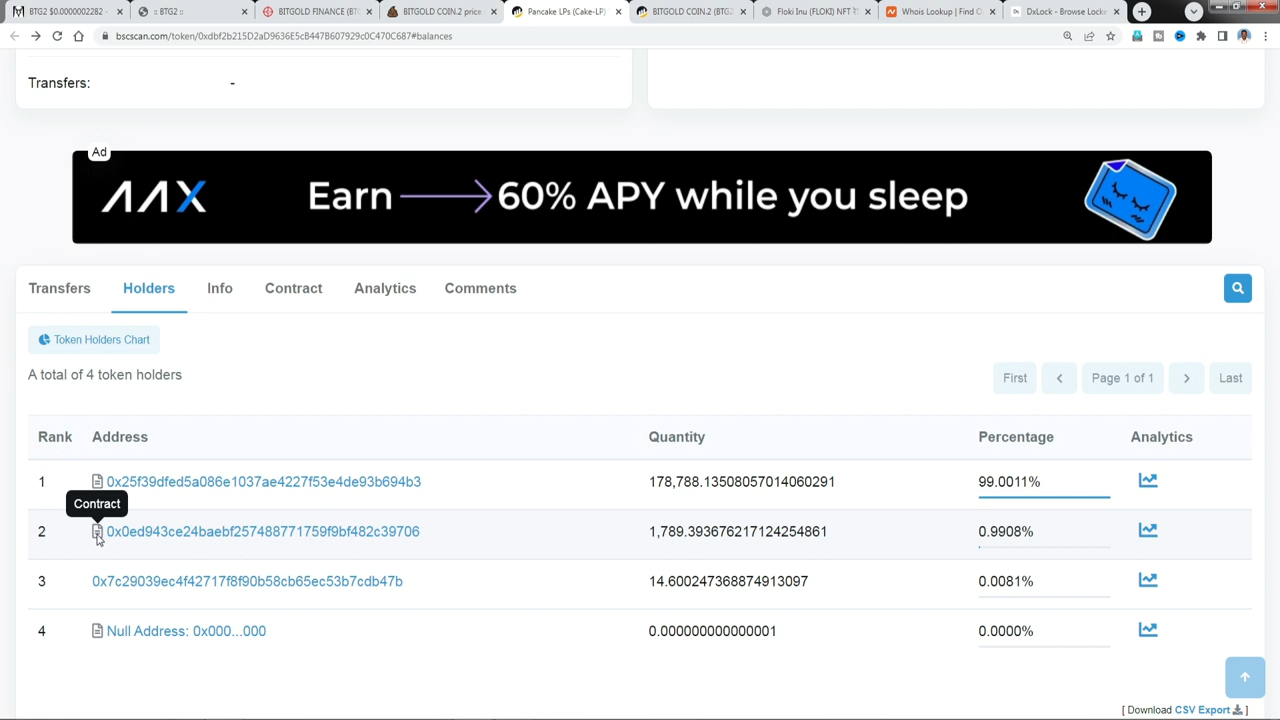 BTG2 $0.0000002282 -
:: BTG2 ::
BITGOLD FINANCE (BT
BITGOLD COIN.2 price
Pancake LPs (Cake-LP)
BITGOLD COIN.2 (BTG
Floki Inu (FLOKI) NFT
Whois Lookup | Find O
DxLock - Browse Locke
bscscan.com/token/0xdbf2b215D2aD9636E5cB447B607929c0C470C687#balances
Transfers: -
Ad
AAX Earn 60% APY while you sleep
Transfers Holders Info Contract Analytics Comments
Token Holders Chart
A total of 4 token holders
First Page 1 of 1 Last
Rank Address Quantity Percentage Analytics
1 0x25f39dfed5a086e1037ae4227f53e4de93b694b3 178,788.13508057014060291 99.0011%
Contract
2 0x0ed943ce24baebf257488771759f9bf482c39706 1,789.393676217124254861 0.9908%
3 0x7c29039ec4f42717f8f90b58cb65ec53b7cdb47b 14.600247368874913097 0.0081%
4 Null Address: 0x000...000 0.000000000000001 0.0000%
[ Download CSV Export ]